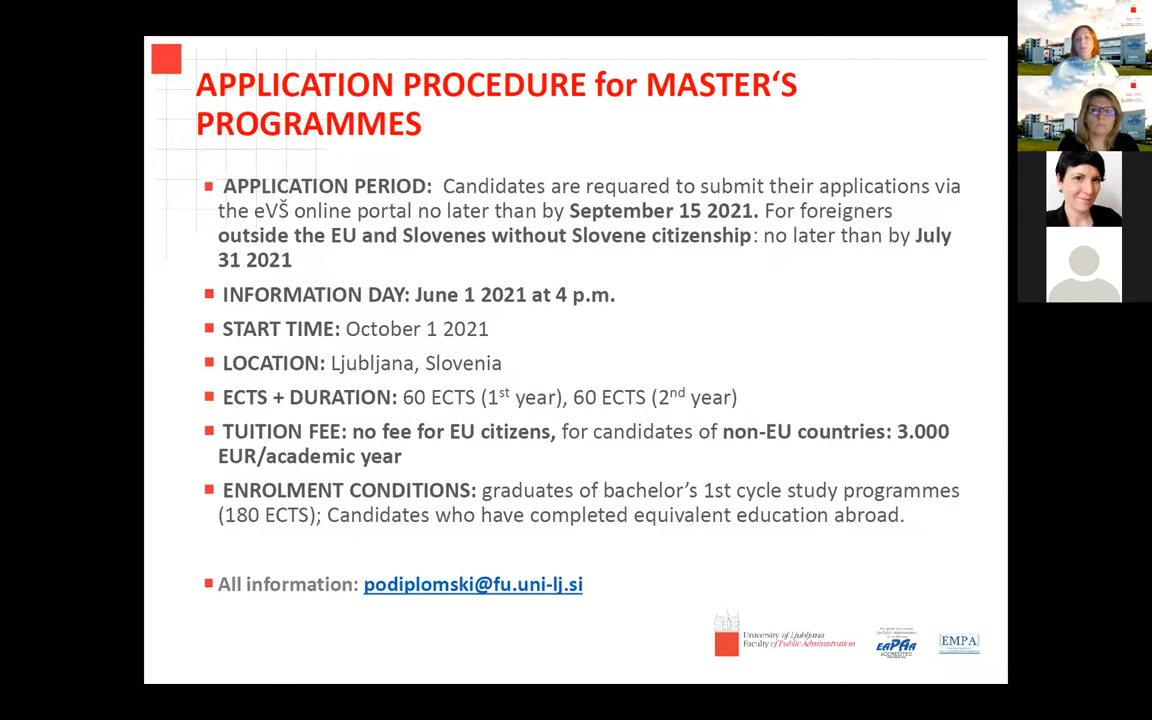 APPLICATION PROCEDURE for MASTER‘S
PROGRAMMES
APPLICATION PERIOD: Candidates are requared to submit their applications via
the eVŠ online portal no later than by September 15 2021. For foreigners
outside the EU and Slovenes without Slovene citizenship: no later than by July
31 2021
INFORMATION DAY: June 1 2021 at 4 p.m.
START TIME: October 1 2021
LOCATION: Ljubljana, Slovenia
ECTS + DURATION: 60 ECTS (1st year), 60 ECTS (2nd year)
TUITION FEE: no fee for EU citizens, for candidates of non-EU countries: 3.000
EUR/academic year
ENROLMENT CONDITIONS: graduates of bachelor’s 1st cycle study programmes
(180 ECTS); Candidates who have completed equivalent education abroad.
All information: podiplomski@fu.uni-lj.si
University of Ljubljana
Faculty of Public Administration
EAPAA
ACCREDITED
EMPA